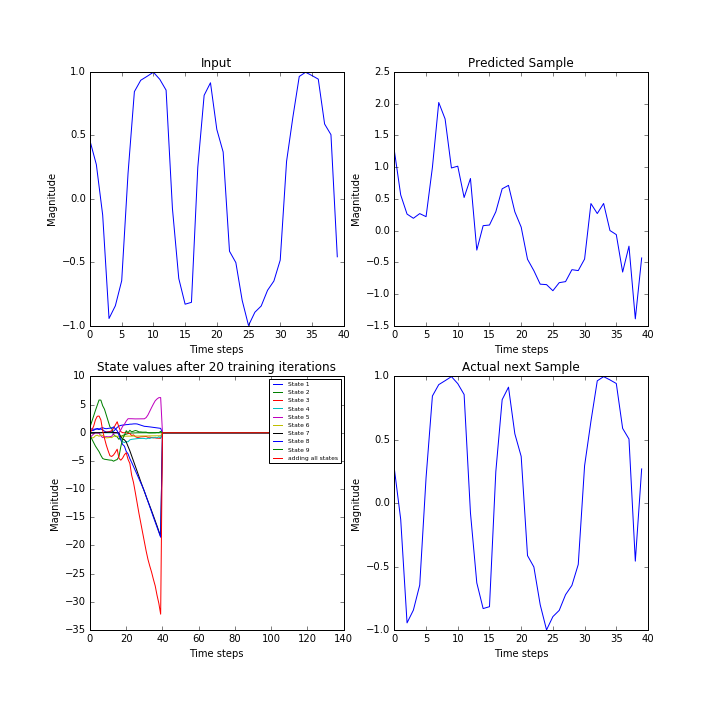 Input
Magnitude
1.0
0.5
0.0
−0.5
−1.0
0 5 10 15 20 25 30 35 40
Time steps
Predicted Sample
Magnitude
2.5
2.0
1.5
1.0
0.5
0.0
−0.5
−1.0
−1.5
0 5 10 15 20 25 30 35 40
Time steps
State values after 20 training iterations
Magnitude
10
5
0
−5
−10
−15
−20
−25
−30
−35
0 20 40 60 80 100 120 140
Time steps
State 1
State 2
State 3
State 4
State 5
State 6
State 7
State 8
State 9
adding all states
Actual next Sample
Magnitude
1.0
0.5
0.0
−0.5
−1.0
0 5 10 15 20 25 30 35 40
Time steps